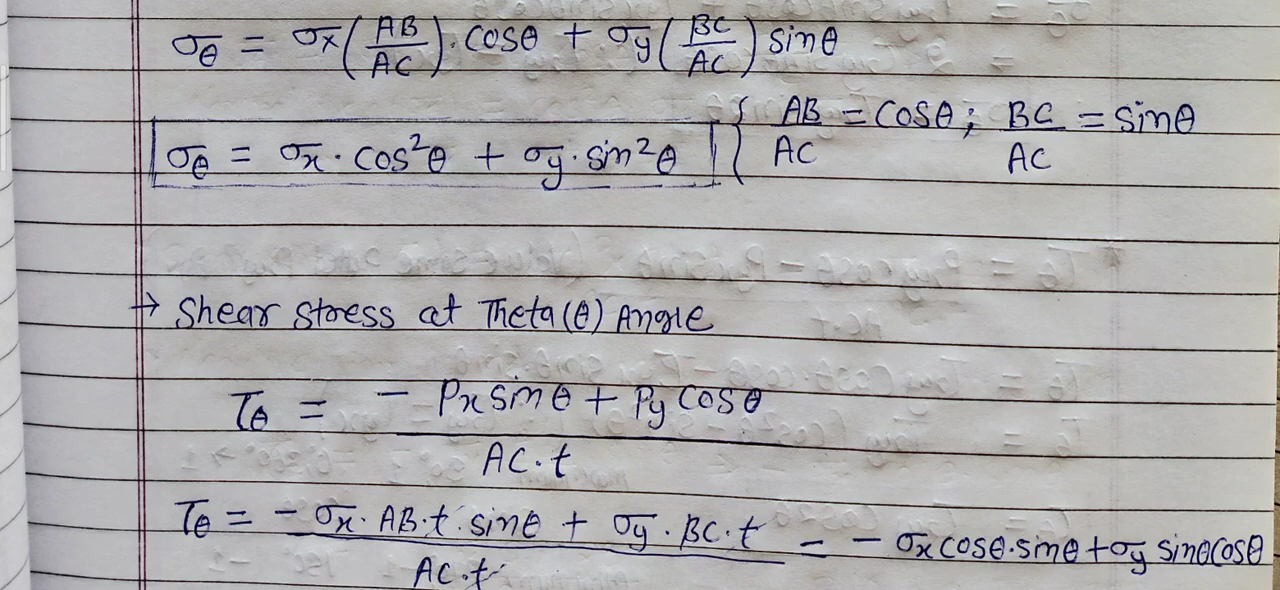 σθ = σx(AB/AC).cosθ + σy(BC/AC) sinθ
σθ = σx·cos²θ + σy·sin²θ { AB/AC = cosθ; BC/AC = sinθ
→ Shear stress at Theta(θ) Angle
τθ = - Px sinθ + Py cosθ / AC.t
τθ = - σx·AB·t·sinθ + σy·BC·t / AC.t = - σx cosθ·sinθ + σy sinθ cosθ